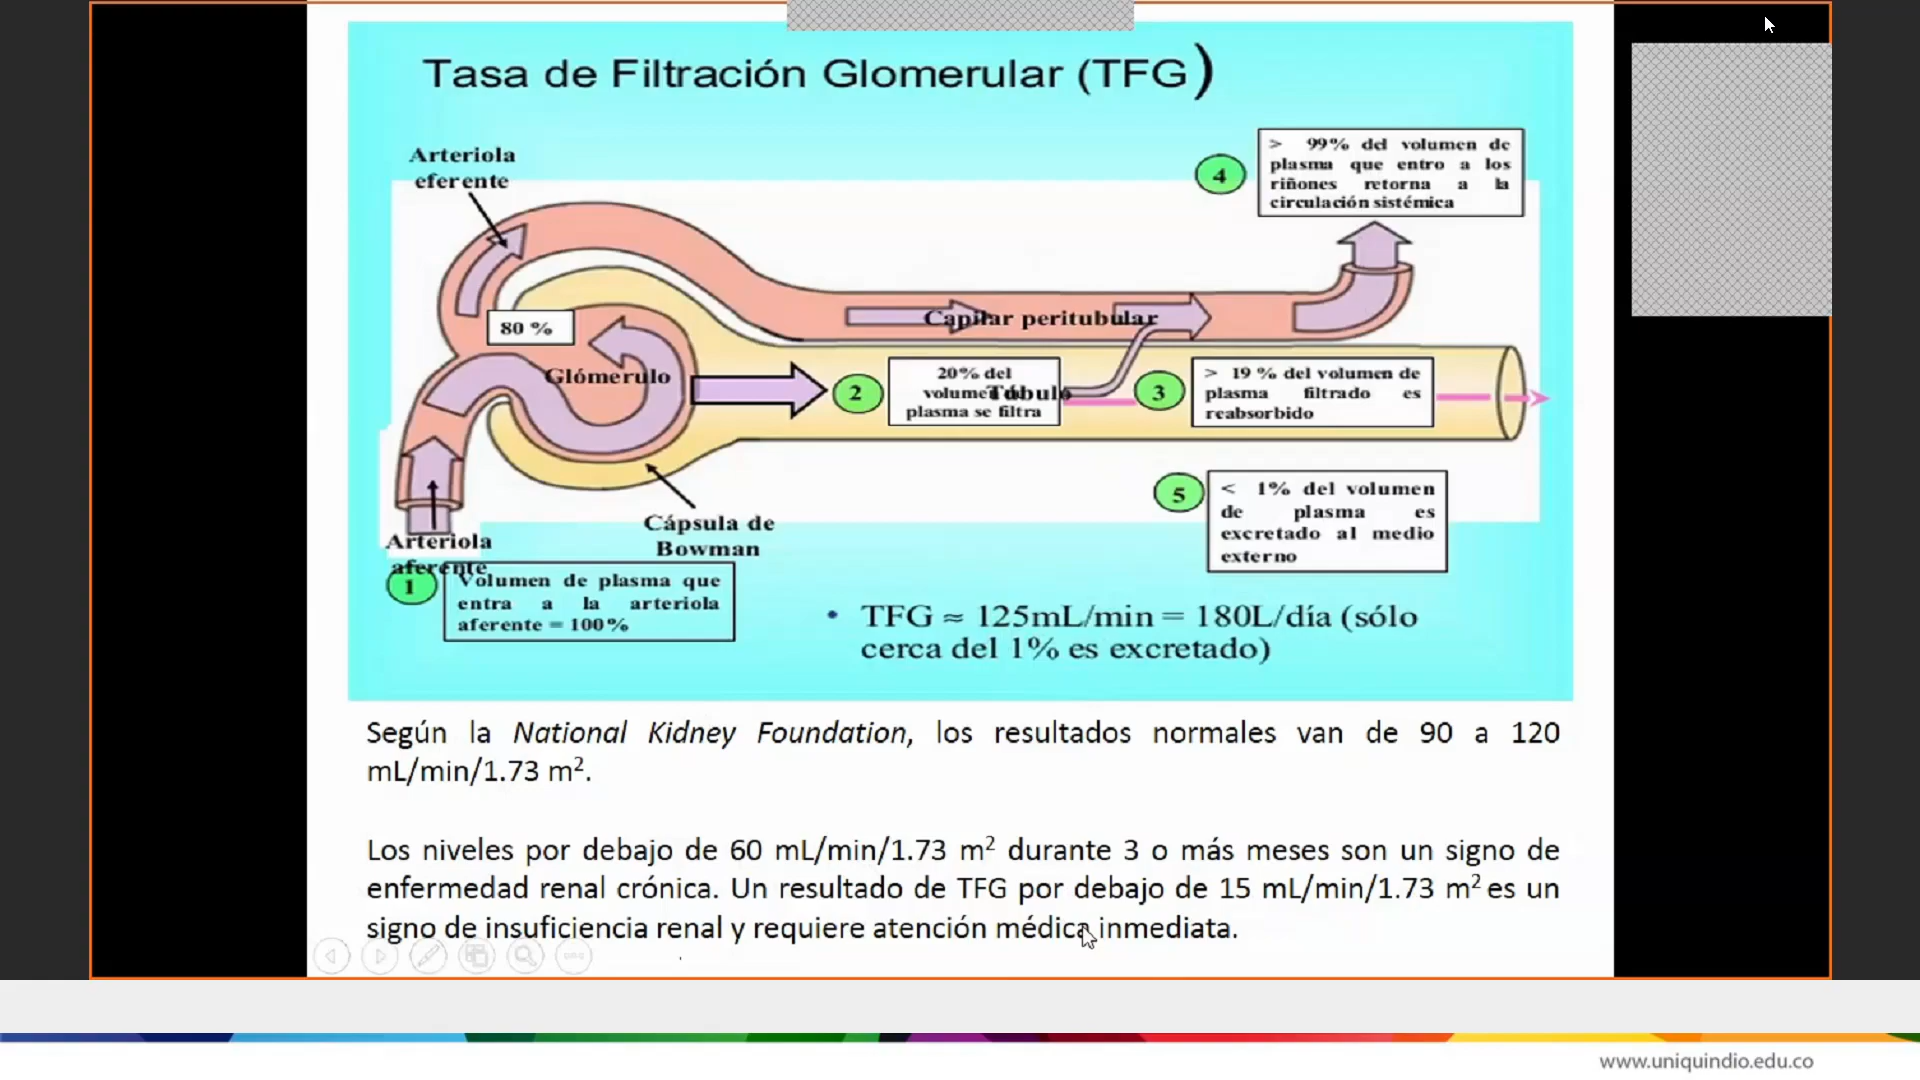 Tasa de Filtración Glomerular (TFG)
Arteriola
eferente
4
> 99% del volumen de
plasma que entro a los
riñones retorna a la
circulación sistémica
80 %
Capilar peritubular
Glómerulo
2
20% del
volumen del
plasma se filtra
Túbulo
3
> 19 % del volumen de
plasma filtrado es
reabsorbido
5
< 1% del volumen
de plasma es
excretado al medio
externo
Cápsula de
Bowman
Arteriola
aferente
1
Volumen de plasma que
entra a la arteriola
aferente = 100%
• TFG ≈ 125mL/min = 180L/día (sólo
cerca del 1% es excretado)
Según la National Kidney Foundation, los resultados normales van de 90 a 120
mL/min/1.73 m².
Los niveles por debajo de 60 mL/min/1.73 m² durante 3 o más meses son un signo de
enfermedad renal crónica. Un resultado de TFG por debajo de 15 mL/min/1.73 m² es un
signo de insuficiencia renal y requiere atención médica inmediata.
www.uniquindio.edu.co